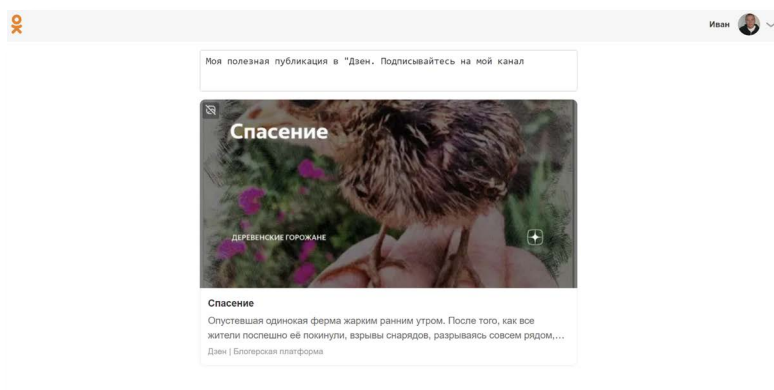 Иван
Моя полезная публикация в "Дзен. Подписывайтесь на мой канал
Спасение
ДЕРЕВЕНСКИЕ ГОРОЖАНЕ
Спасение
Опустевшая одинокая ферма жарким ранним утром. После того, как все
жители поспешно её покинули, взрывы снарядов, разрываясь совсем рядом,...
Дзен | Блогерская платформа